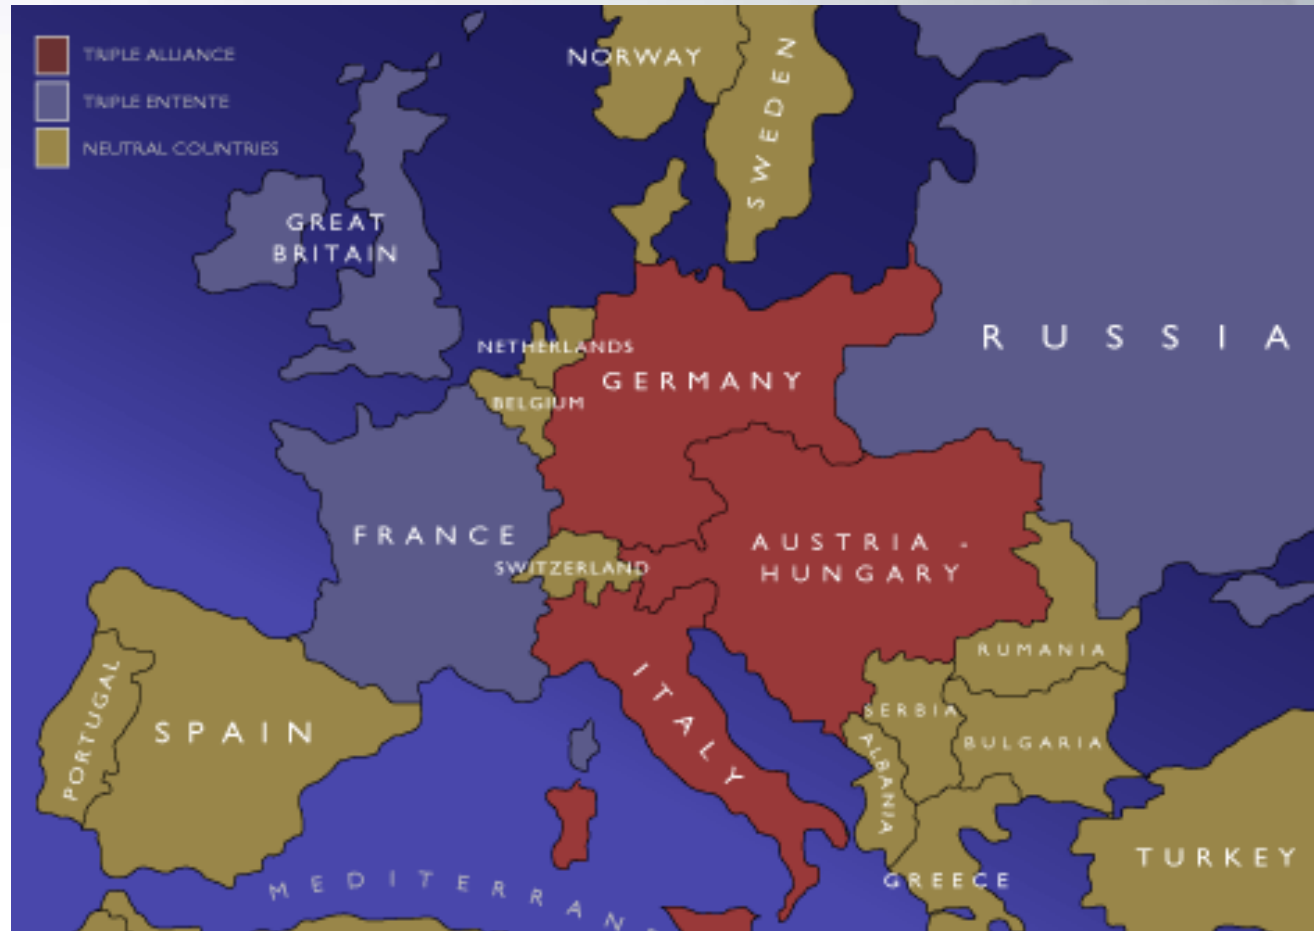 TRIPLE ALLIANCE
TRIPLE ENTENTE
NEUTRAL COUNTRIES
NORWAY
SWEDEN
GREAT
BRITAIN
RUSSIA
NETHERLANDS
GERMANY
BELGIUM
FRANCE
AUSTRIA -
HUNGARY
SWITZERLAND
RUMANIA
ITALY
PORTUGAL
SPAIN
SERBIA
BULGARIA
ALBANIA
TURKEY
GREECE
MEDITERRAN